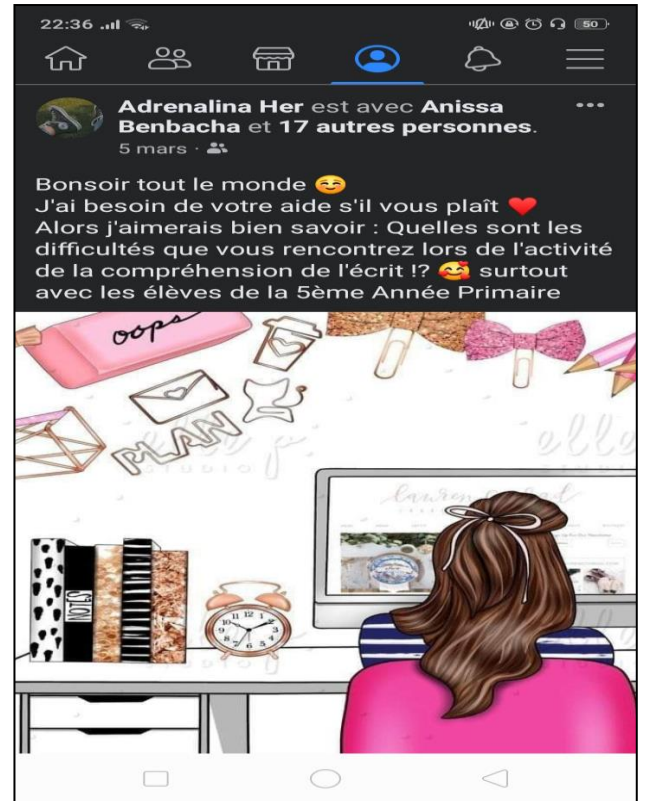 22:36
50
Adrenalina Her est avec Anissa
Benbacha et 17 autres personnes.
5 mars ·
Bonsoir tout le monde 😊
J'ai besoin de votre aide s'il vous plaît ❤️
Alors j'aimerais bien savoir : Quelles sont les
difficultés que vous rencontrez lors de l'activité
de la compréhension de l'écrit !? 🥰 surtout
avec les élèves de la 5ème Année Primaire
oops
PLAN
elle p.
STUDIO
elle
NOTES